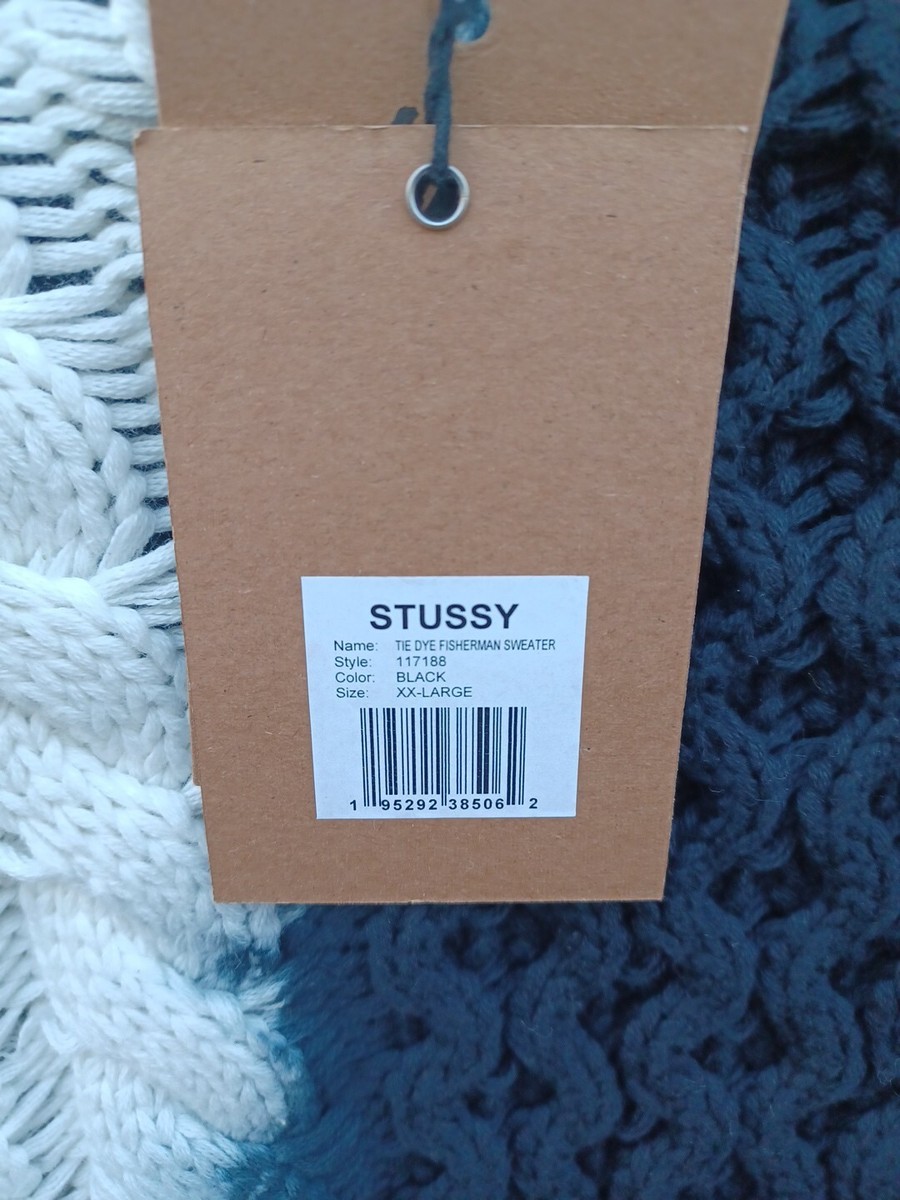 STUSSY
Name: TIE DYE FISHERMAN SWEATER
Style: 117188
Color: BLACK
Size: XX-LARGE
1 95292 38506 2